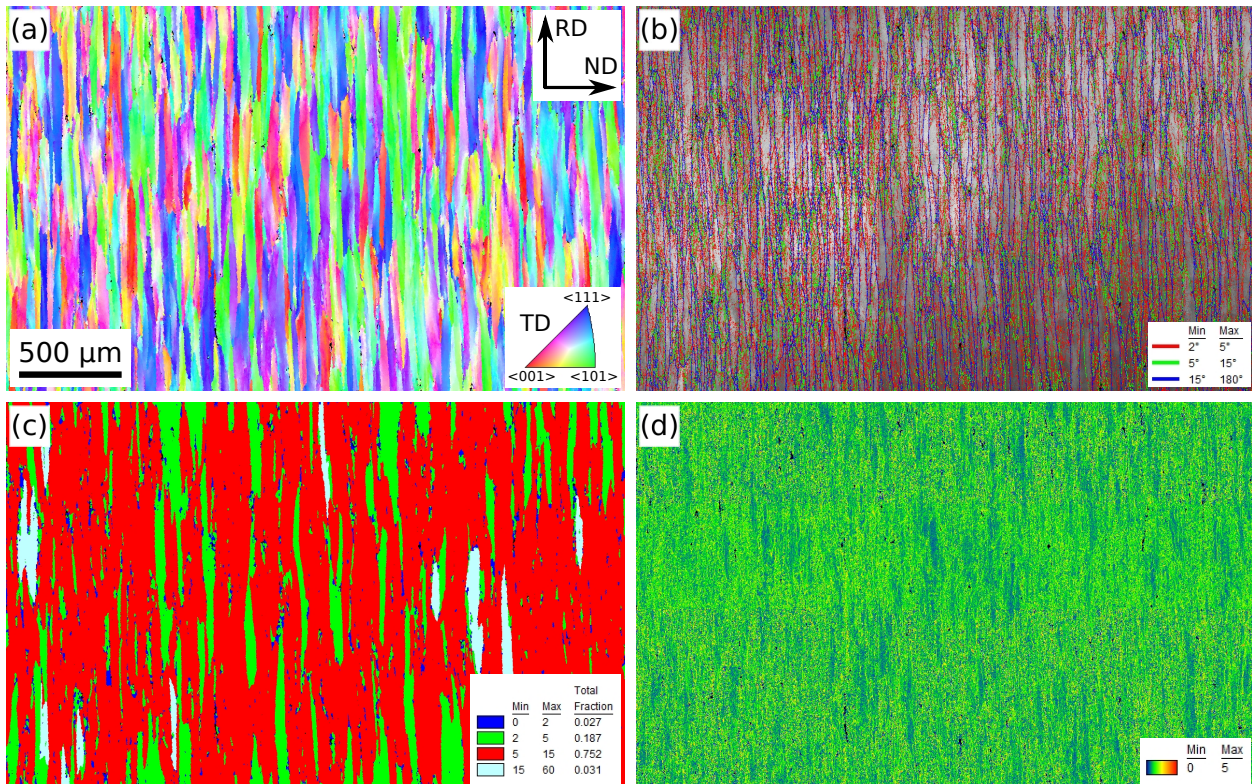 (a)
RD
ND
<111>
TD
<001> <101>
500 µm
(b)
Min Max
2° 5°
5° 15°
15° 180°
(c)
Total
Min Max Fraction
0 2 0.027
2 5 0.187
5 15 0.752
15 60 0.031
(d)
Min Max
0 5